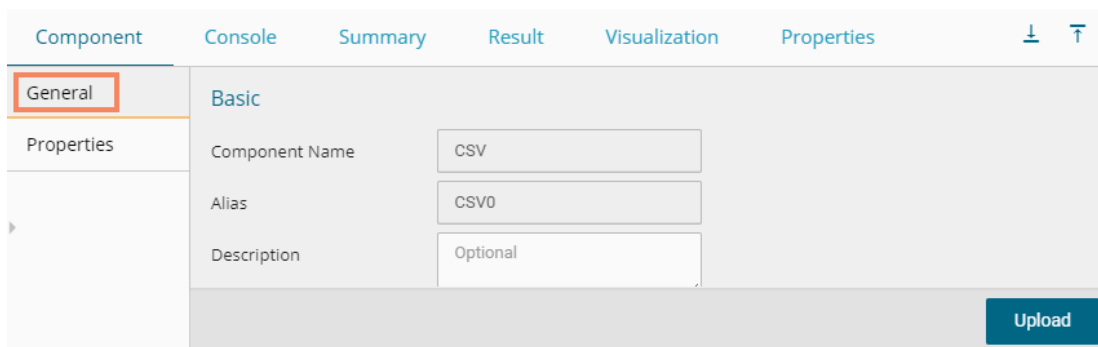 Component Console Summary Result Visualization Properties
General
Properties
Basic
Component Name CSV
Alias CSV0
Description Optional
Upload